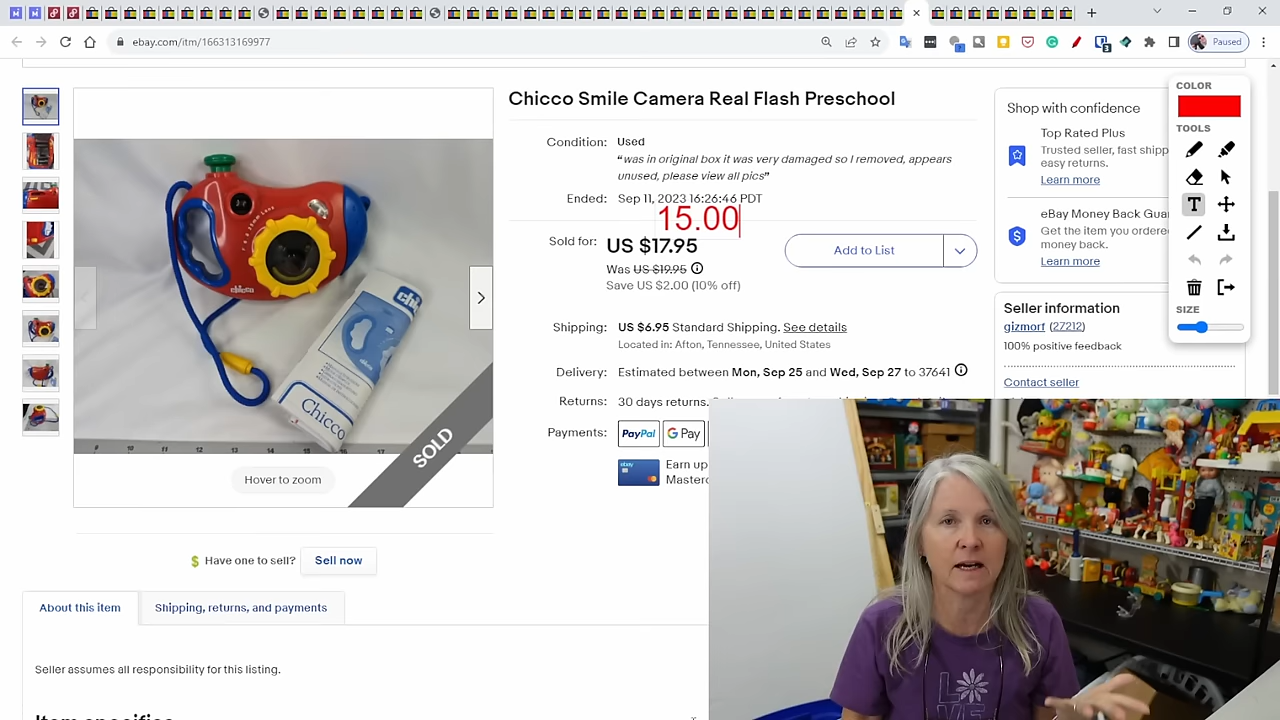 Paused
ebay.com/itm/166313169977
Chicco Smile Camera Real Flash Preschool
Condition: Used
“was in original box it was very damaged so I removed, appears
unused, please view all pics”
Ended: Sep 11, 2023 16:26:46 PDT
15.00
Sold for: US $17.95
Add to List
Was US $19.95
Save US $2.00 (10% off)
Shipping: US $6.95 Standard Shipping. See details
Located in: Afton, Tennessee, United States
Delivery: Estimated between Mon, Sep 25 and Wed, Sep 27 to 37641
Returns: 30 days returns.
Payments: PayPal G Pay
ebay
Earn up
Masterc
Shop with confidence
Top Rated Plus
Trusted seller, fast shipp
easy returns.
Learn more
eBay Money Back Gua
Get the item you ordere
money back.
Learn more
Seller information
gizmorf (27212)
100% positive feedback
Contact seller
COLOR
TOOLS
T
SIZE
chicco
Chicco
SOLD
Hover to zoom
Have one to sell? Sell now
About this item
Shipping, returns, and payments
Seller assumes all responsibility for this listing.
Item specifics